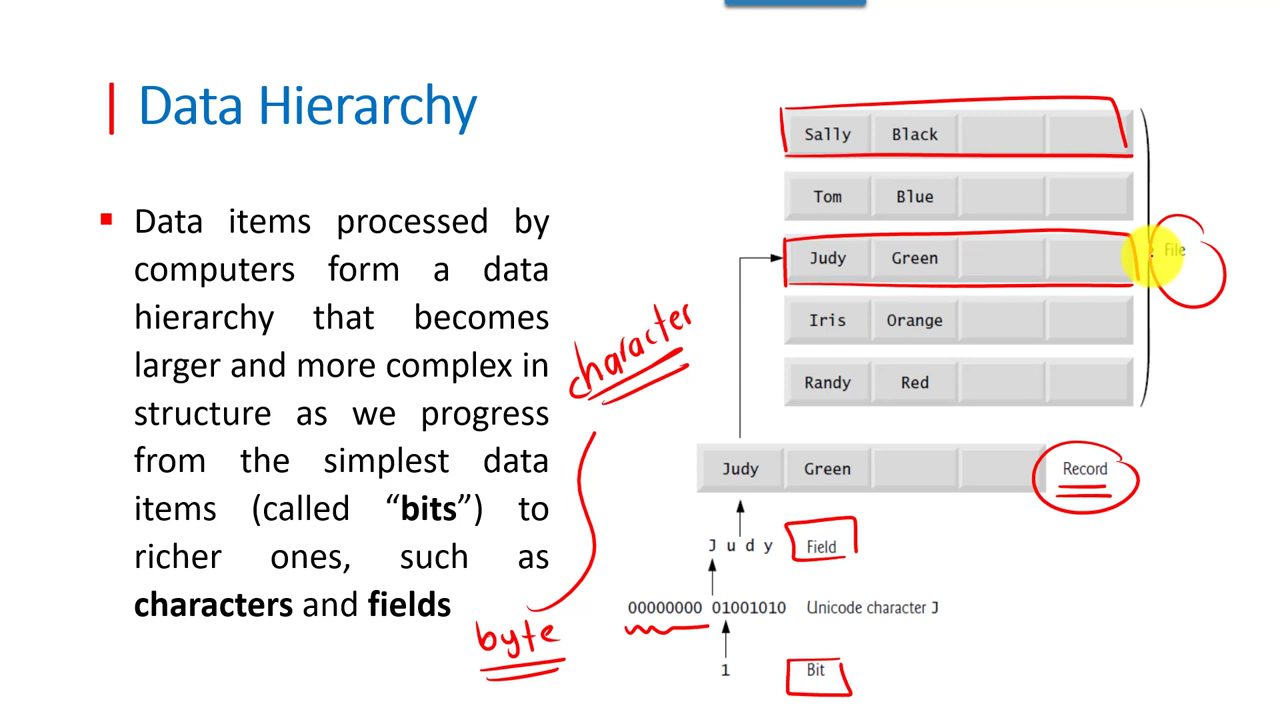 Data Hierarchy
Data items processed by
computers form a data
hierarchy that becomes
larger and more complex in
structure as we progress
from the simplest data
items (called “bits”) to
richer ones, such as
characters and fields
character
byte
Sally Black
Tom Blue
Judy Green
Iris Orange
Randy Red
File
Judy Green
Record
J u d y
Field
00000000 01001010 Unicode character J
1
Bit